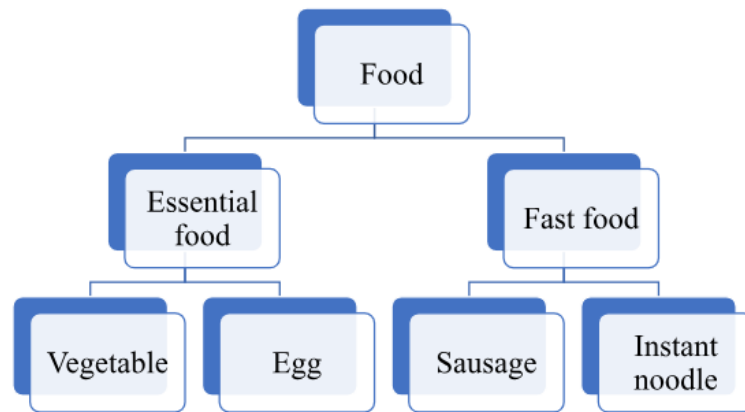 Food
Essential
food
Fast food
Vegetable
Egg
Sausage
Instant
noodle